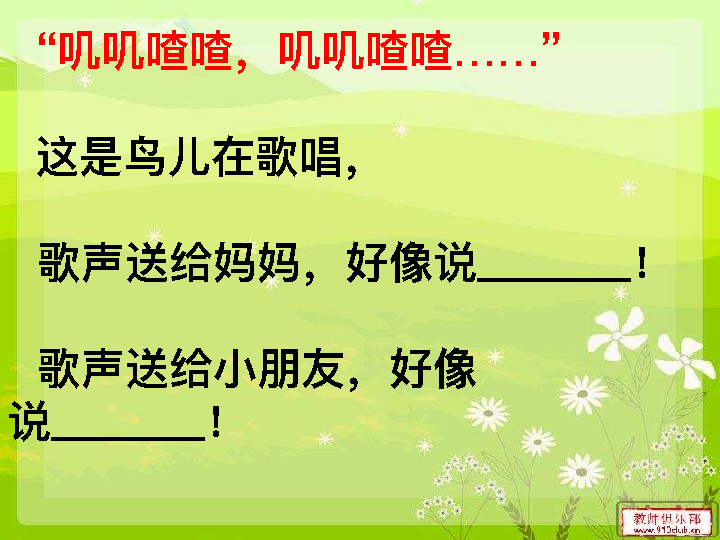 “叽叽喳喳，叽叽喳喳……”
这是鸟儿在歌唱，
歌声送给妈妈，好像说_______！
歌声送给小朋友，好像
说_______！
教师俱乐部
www.910club.cn